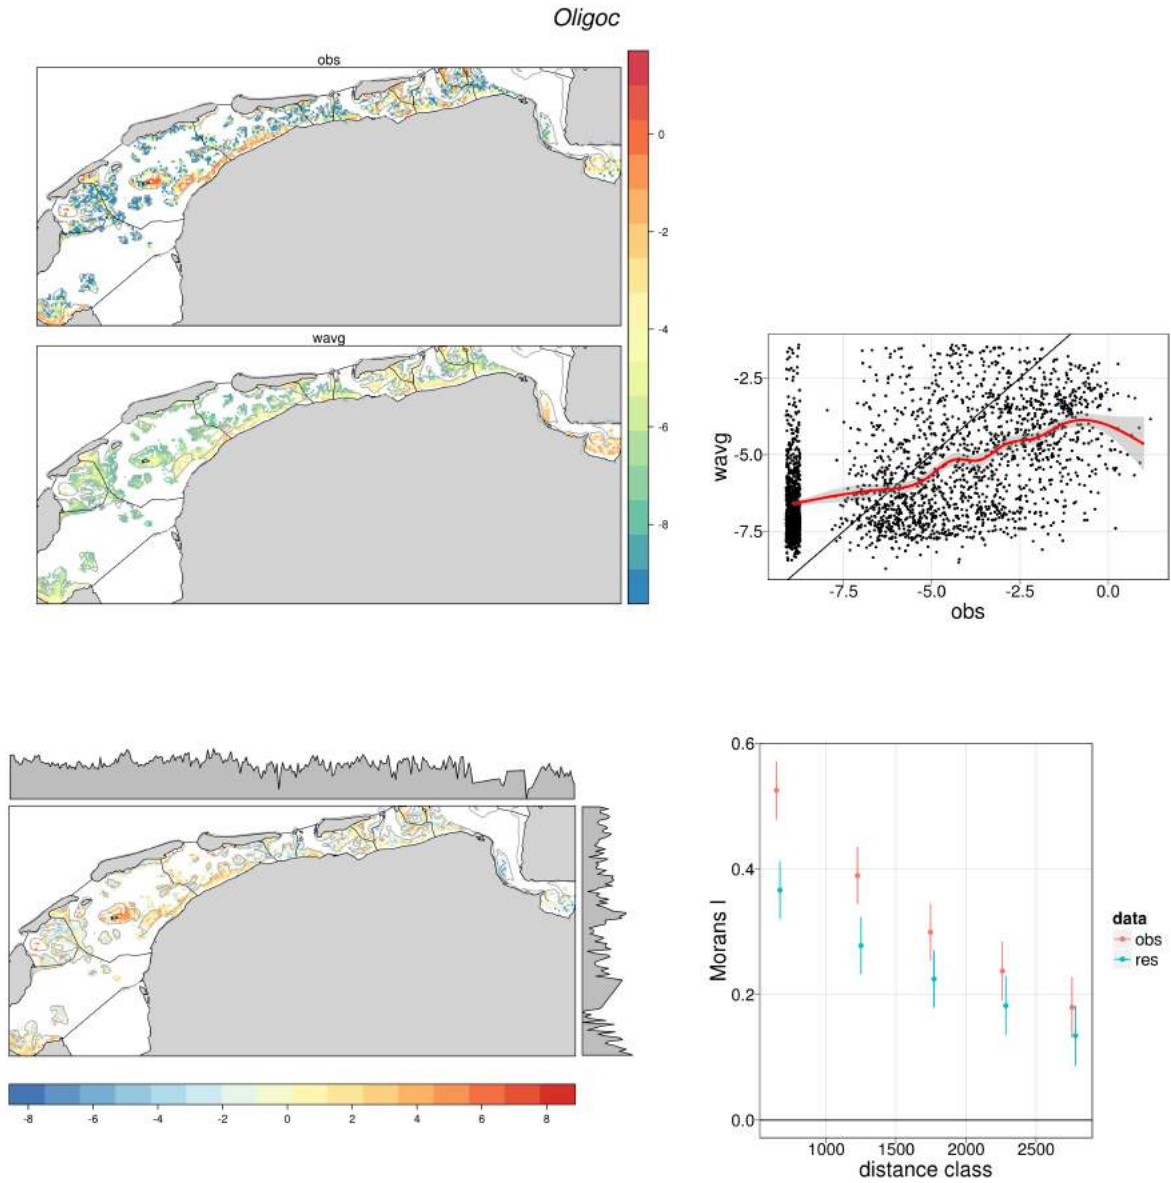 Oligoc
obs
0
-2
-4
-6
-8
wavg
wavg
-2.5
-5.0
-7.5
-7.5 -5.0 -2.5 0.0
obs
-8 -6 -4 -2 0 2 4 6 8
Morans I
0.6
0.4
0.2
0.0
1000 1500 2000 2500
distance class
data
obs
res